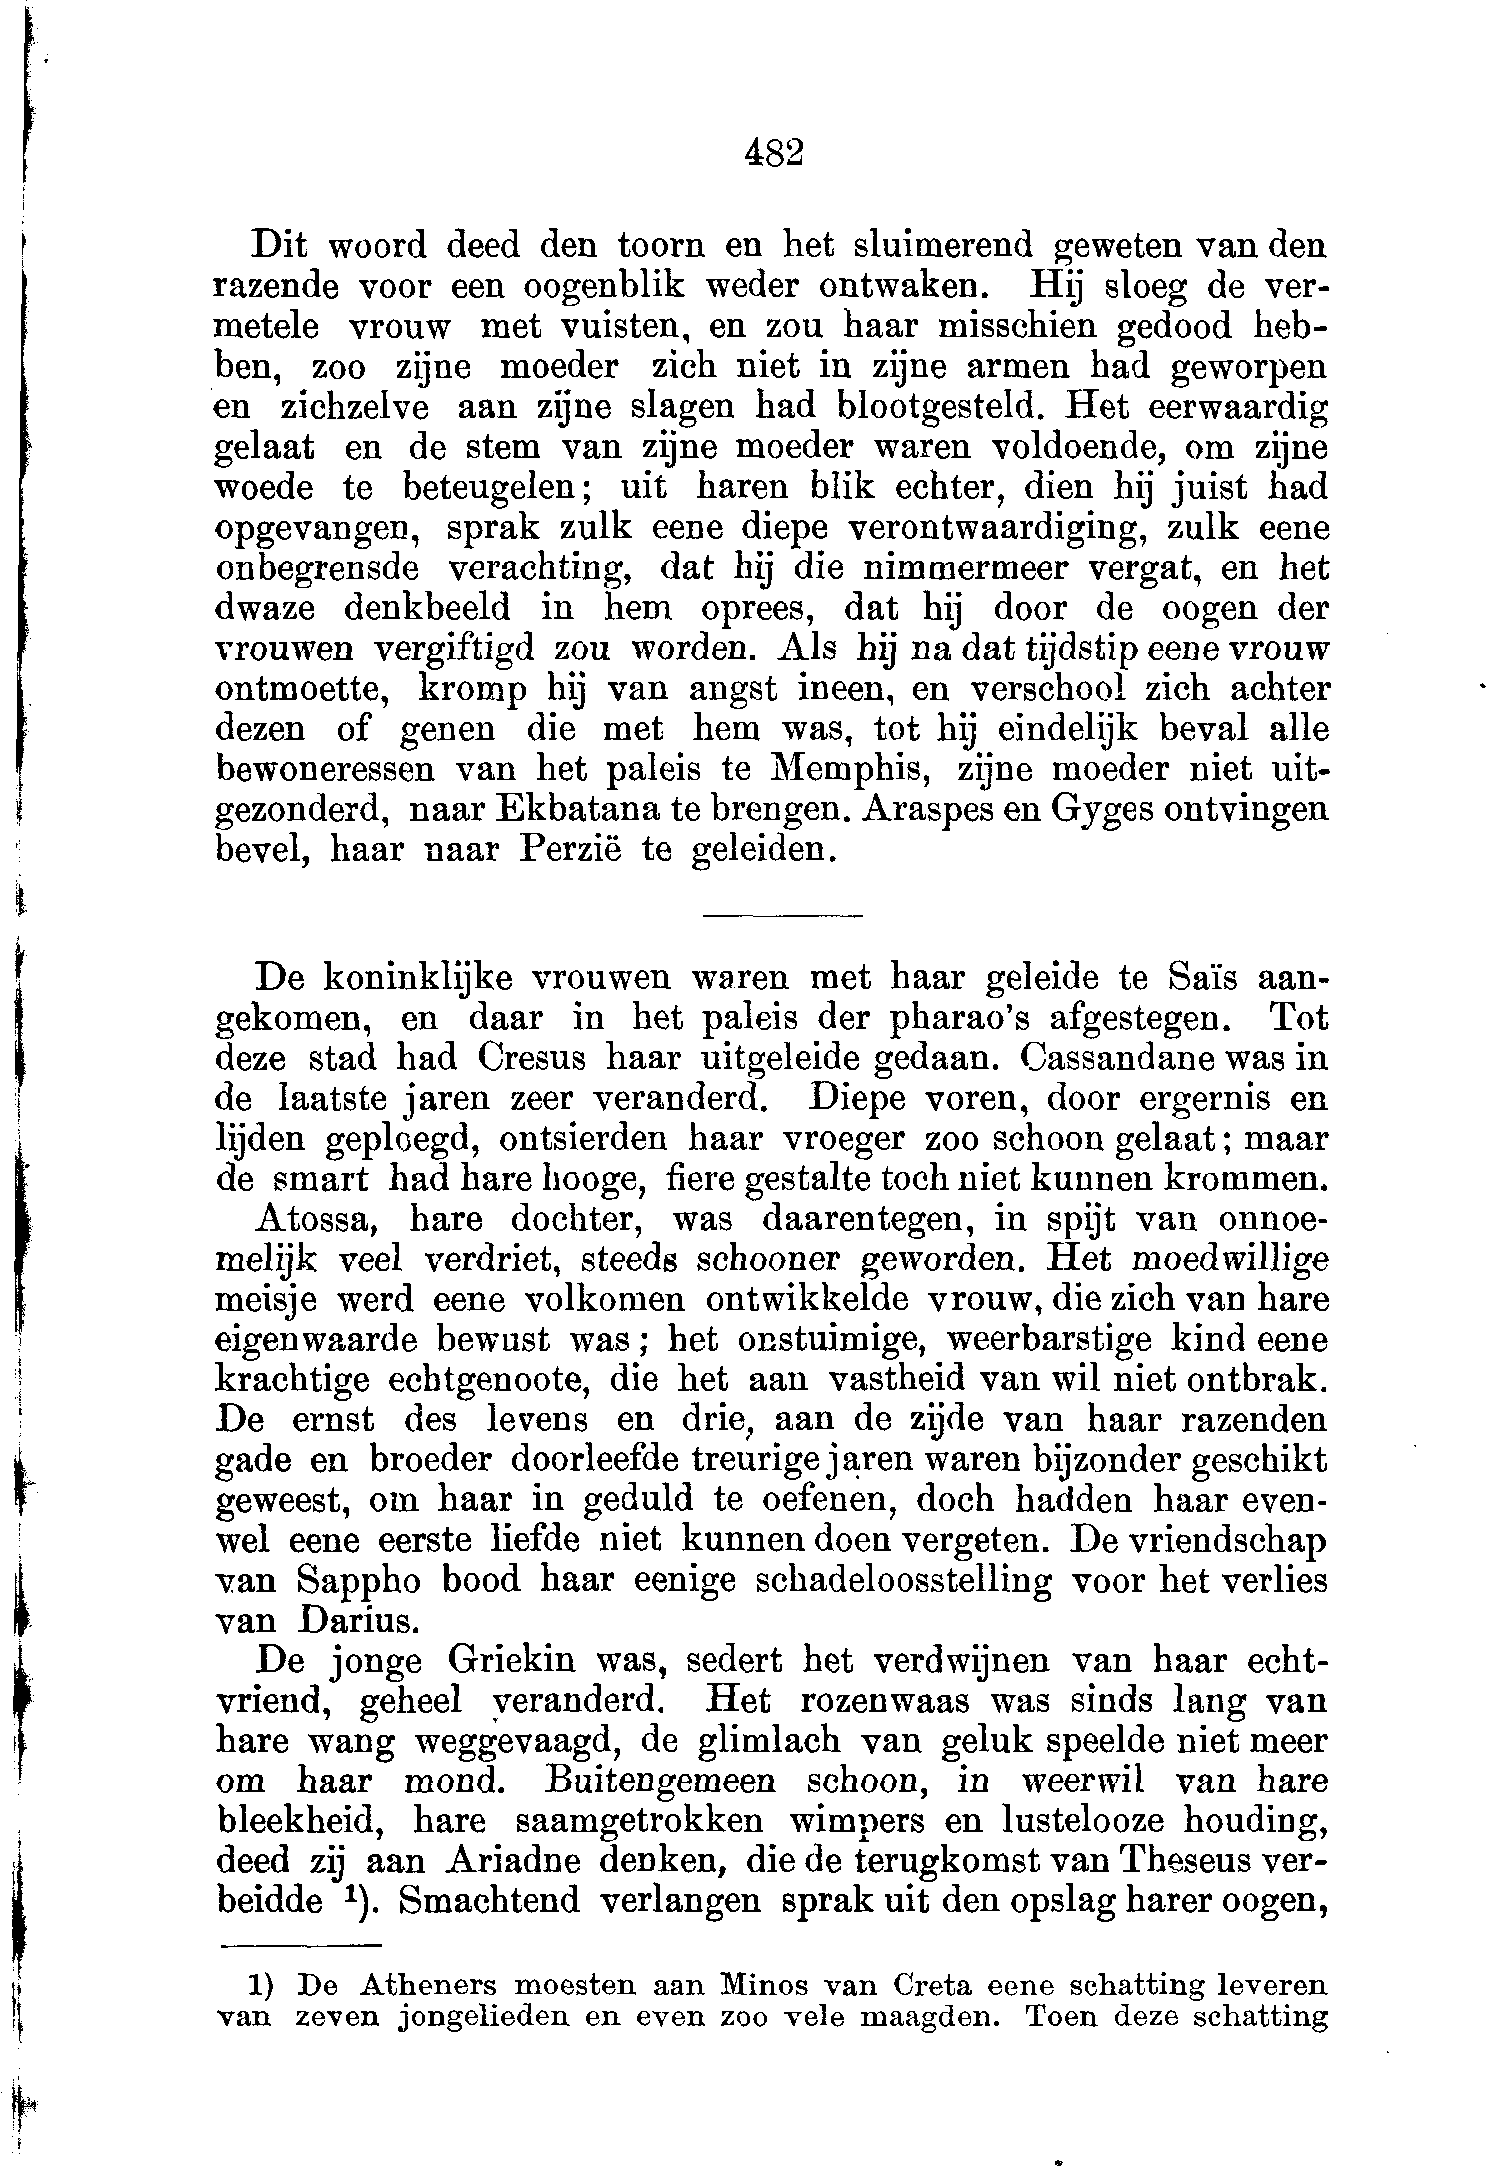 482
Dit woord deed den toorn en het sluimerend geweten van den
razende voor een oogenblik weder ontwaken. Hij sloeg de ver-
metele vrouw met vuisten, en zou haar misschien gedood heb-
ben, zoo zijne moeder zich niet in zijne armen had geworpen
en zichzelve aan zijne slagen had blootgesteld. Het eerwaardig
gelaat en de stem van zijne moeder waren voldoende, om zijne
woede te beteugelen; uit haren blik echter, dien hij juist had
opgevangen, sprak zulk eene diepe verontwaardiging, zulk eene
onbegrensde verachting, dat hij die nimmermeer vergat, en het
dwaze denkbeeld in hem oprees, dat hij door de oogen der
vrouwen vergiftigd zou worden. Als hij na dat tijdstip eene vrouw
ontmoette, kromp hij van angst ineen, en verschool zich achter
dezen of genen die met hem was, tot hij eindelijk beval alle
bewoneressen van het paleis te Memphis, zijne moeder niet uit-
gezonderd, naar Ekbatana te brengen. Araspes en Gyges ontvingen
bevel, haar naar Perzië te geleiden.
De koninklijke vrouwen waren met haar geleide te Saïs aan-
gekomen, en daar in het paleis der pharao's afgestegen. Tot
deze stad had Cresus haar uitgeleide gedaan. Cassandane was in
de laatste jaren zeer veranderd. Diepe voren, door ergernis en
lijden geploegd, ontsierden haar vroeger zoo schoon gelaat; maar
de smart had hare hooge, fiere gestalte toch niet kunnen krommen.
Atossa, hare dochter, was daarentegen, in spijt van onnoe-
melijk veel verdriet, steeds schooner geworden. Het moedwillige
meisje werd eene volkomen ontwikkelde vrouw, die zich van hare
eigenwaarde bewust was; het onstuimige, weerbarstige kind eene
krachtige echtgenoote, die het aan vastheid van wil niet ontbrak.
De ernst des levens en drie, aan de zijde van haar razenden
gade en broeder doorleefde treurige jaren waren bijzonder geschikt
geweest, om haar in geduld te oefenen, doch hadden haar even-
wel eene eerste liefde niet kunnen doen vergeten. De vriendschap
van Sappho bood haar eenige schadeloosstelling voor het verlies
van Darius.
De jonge Griekin was, sedert het verdwijnen van haar echt-
vriend, geheel veranderd. Het rozenwaas was sinds lang van
hare wang weggevaagd, de glimlach van geluk speelde niet meer
om haar mond. Buitengemeen schoon, in weerwil van hare
bleekheid, hare saamgetrokken wimpers en lustelooze houding,
deed zij aan Ariadne denken, die de terugkomst van Theseus ver-
beidde ¹). Smachtend verlangen sprak uit den opslag harer oogen,
1) De Atheners moesten aan Minos van Creta eene schatting leveren
van zeven jongelieden en even zoo vele maagden. Toen deze schatting